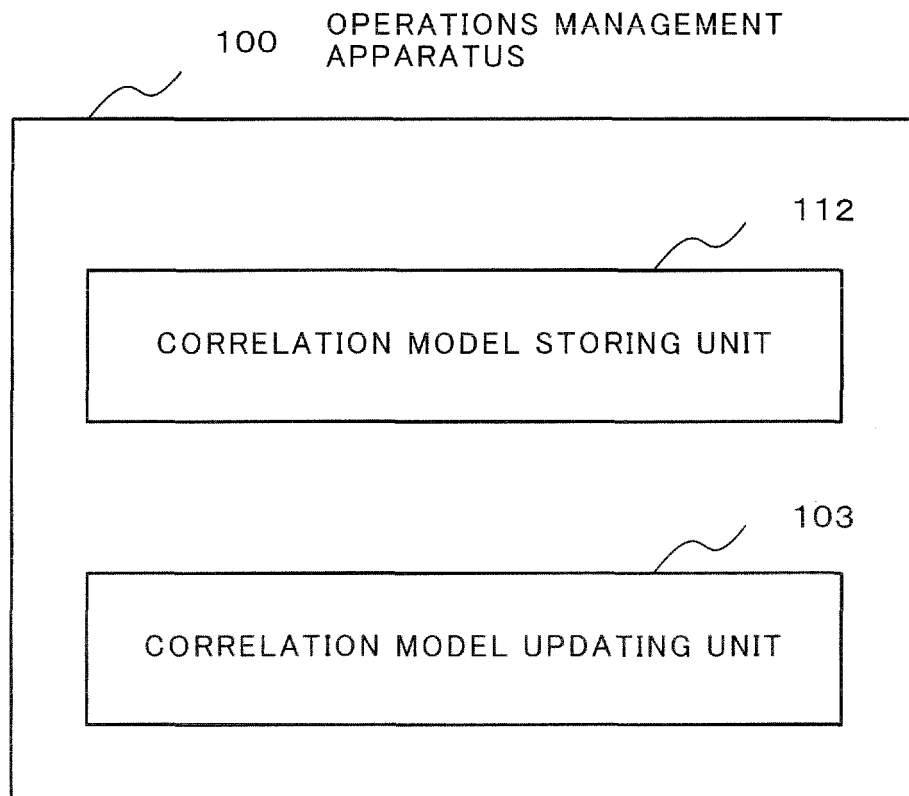 100 OPERATIONS MANAGEMENT
APPARATUS
112
CORRELATION MODEL STORING UNIT
103
CORRELATION MODEL UPDATING UNIT